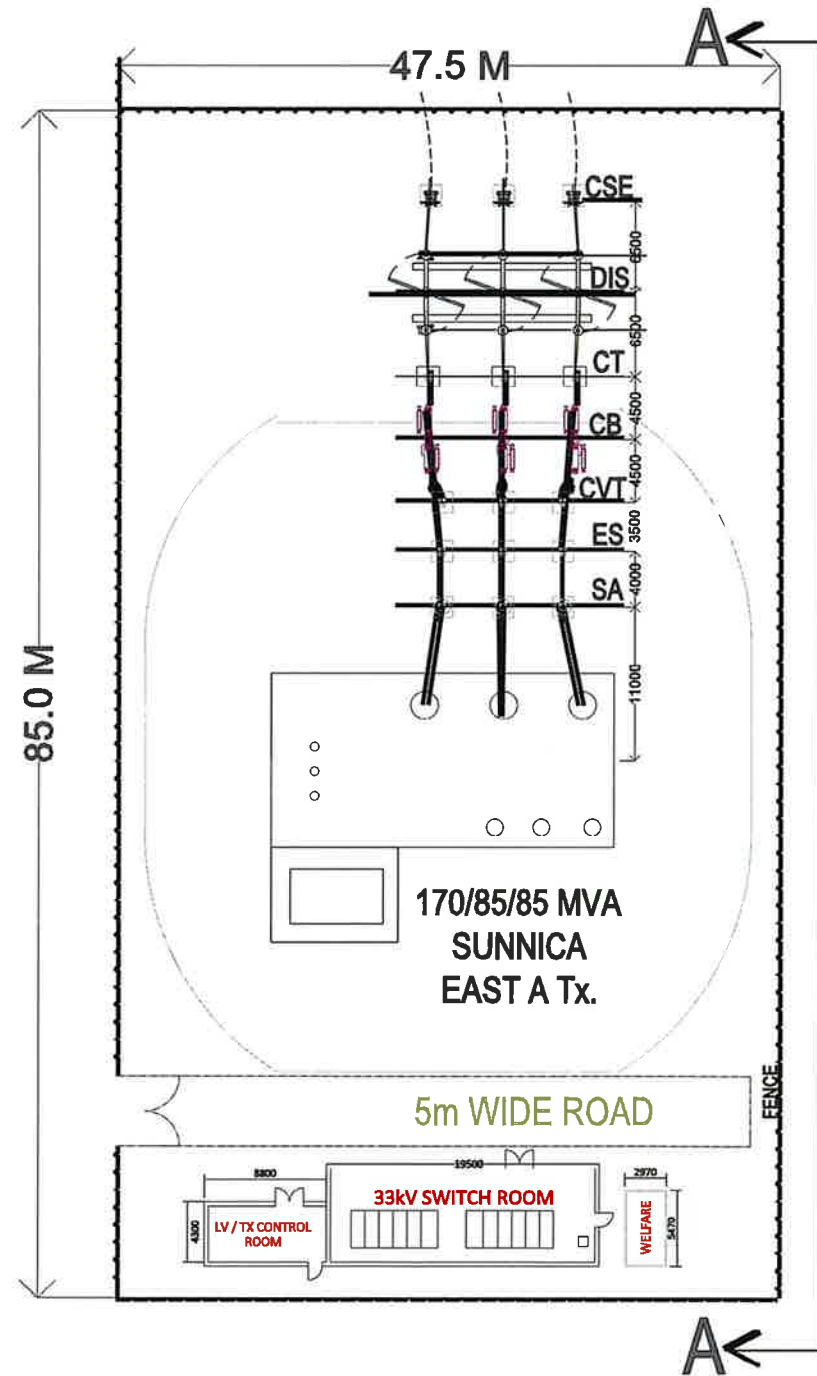 A
47.5 M
CSE
6500
DIS
6500
CT
4500
CB
4500
CVT
3500
ES
4000
SA
11000
85.0 M
170/85/85 MVA
SUNNICA
EAST A Tx.
FENCE
5m WIDE ROAD
8800
19500
2970
33kV SWITCH ROOM
LV / TX CONTROL
ROOM
4300
WELFARE
5470
A